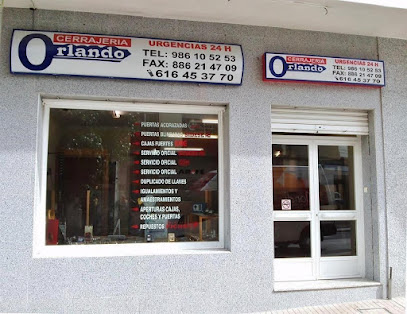 CERRAJERIA
Orlando
URGENCIAS 24 H
TEL: 986 10 52 53
FAX: 886 21 47 09
616 45 37 70
CERRAJERIA
Orlando
URGENCIAS 24 H
TEL: 986 10 52 53
FAX: 886 21 47 09
616 45 37 70
PUERTAS ACORAZADAS
PUERTAS
CAJAS FUERTES
SERVICIO OFICIAL
SERVICIO OFICIAL
SERVICIO OFICIAL
DUPLICADO DE LLAVES
IGUALAMIENTOS Y
AMAESTRAMIENTOS
APERTURAS CAJAS,
COCHES Y PUERTAS
REPUESTOS